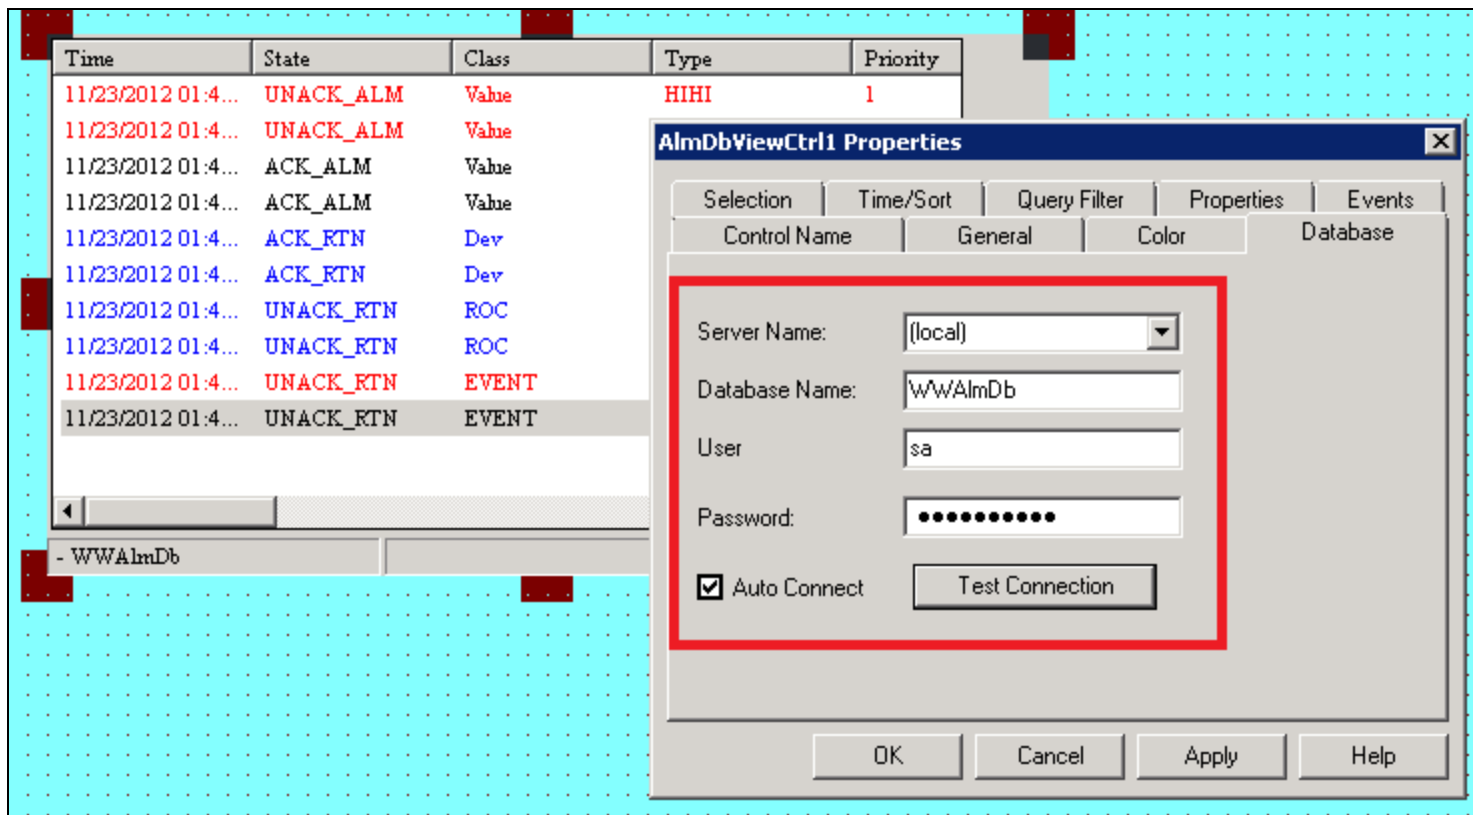 Time State Class Type Priority
11/23/2012 01:4... UNACK_ALM Value HIHI 1
11/23/2012 01:4... UNACK_ALM Value
11/23/2012 01:4... ACK_ALM Value
11/23/2012 01:4... ACK_ALM Value
11/23/2012 01:4... ACK_RTN Dev
11/23/2012 01:4... ACK_RTN Dev
11/23/2012 01:4... UNACK_RTN ROC
11/23/2012 01:4... UNACK_RTN ROC
11/23/2012 01:4... UNACK_RTN EVENT
11/23/2012 01:4... UNACK_RTN EVENT
- WWAlmDb
AlmDbViewCtrl1 Properties
Selection Time/Sort Query Filter Properties Events
Control Name General Color Database
Server Name: (local)
Database Name: WWAlmDb
User sa
Password: ●●●●●●●●●●
Auto Connect Test Connection
OK Cancel Apply Help